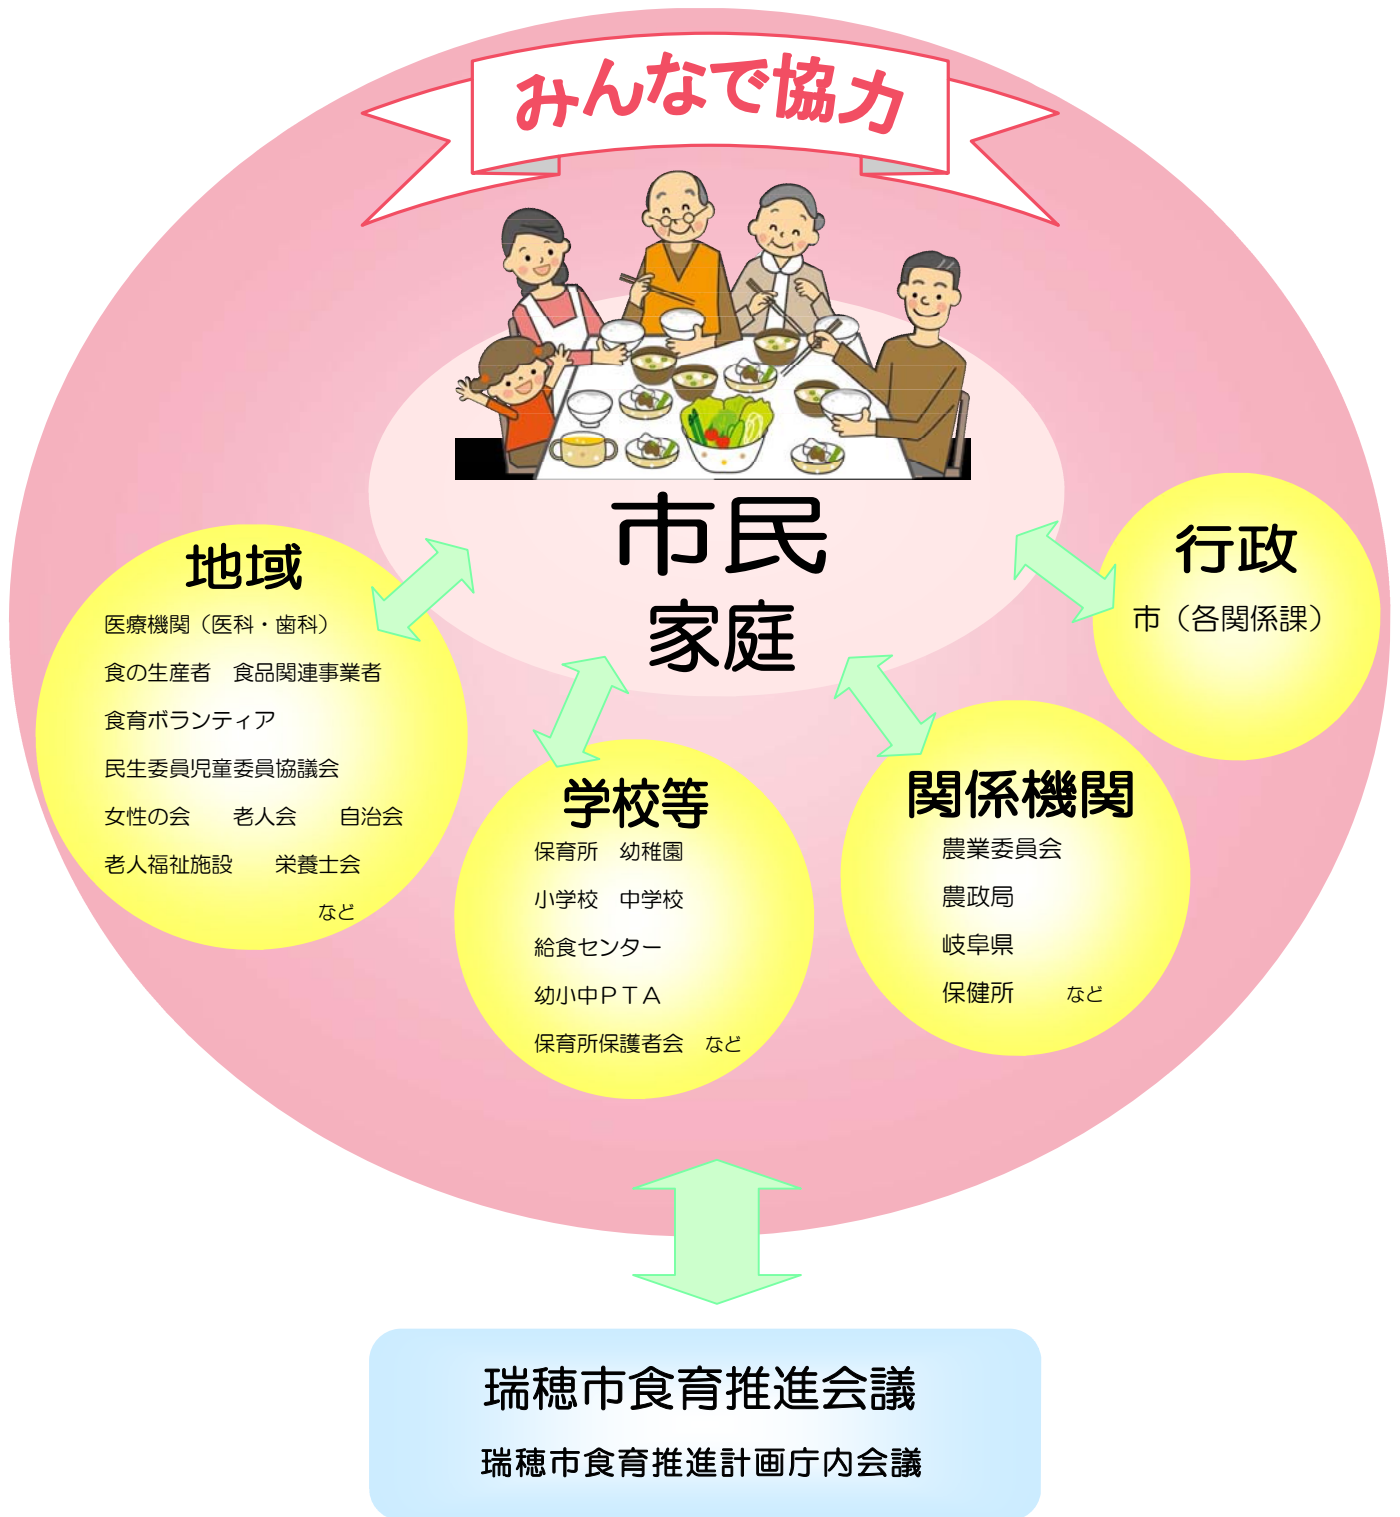 みんなで協力
市民
家庭
地域
医療機関（医科・歯科）
食の生産者　食品関連事業者
食育ボランティア
民生委員児童委員協議会
女性の会　　老人会　　自治会
老人福祉施設　　栄養士会
など
学校等
保育所　幼稚園
小学校　中学校
給食センター
幼小中ＰＴＡ
保育所保護者会　など
関係機関
農業委員会
農政局
岐阜県
保健所　　など
行政
市（各関係課）
瑞穂市食育推進会議
瑞穂市食育推進計画庁内会議